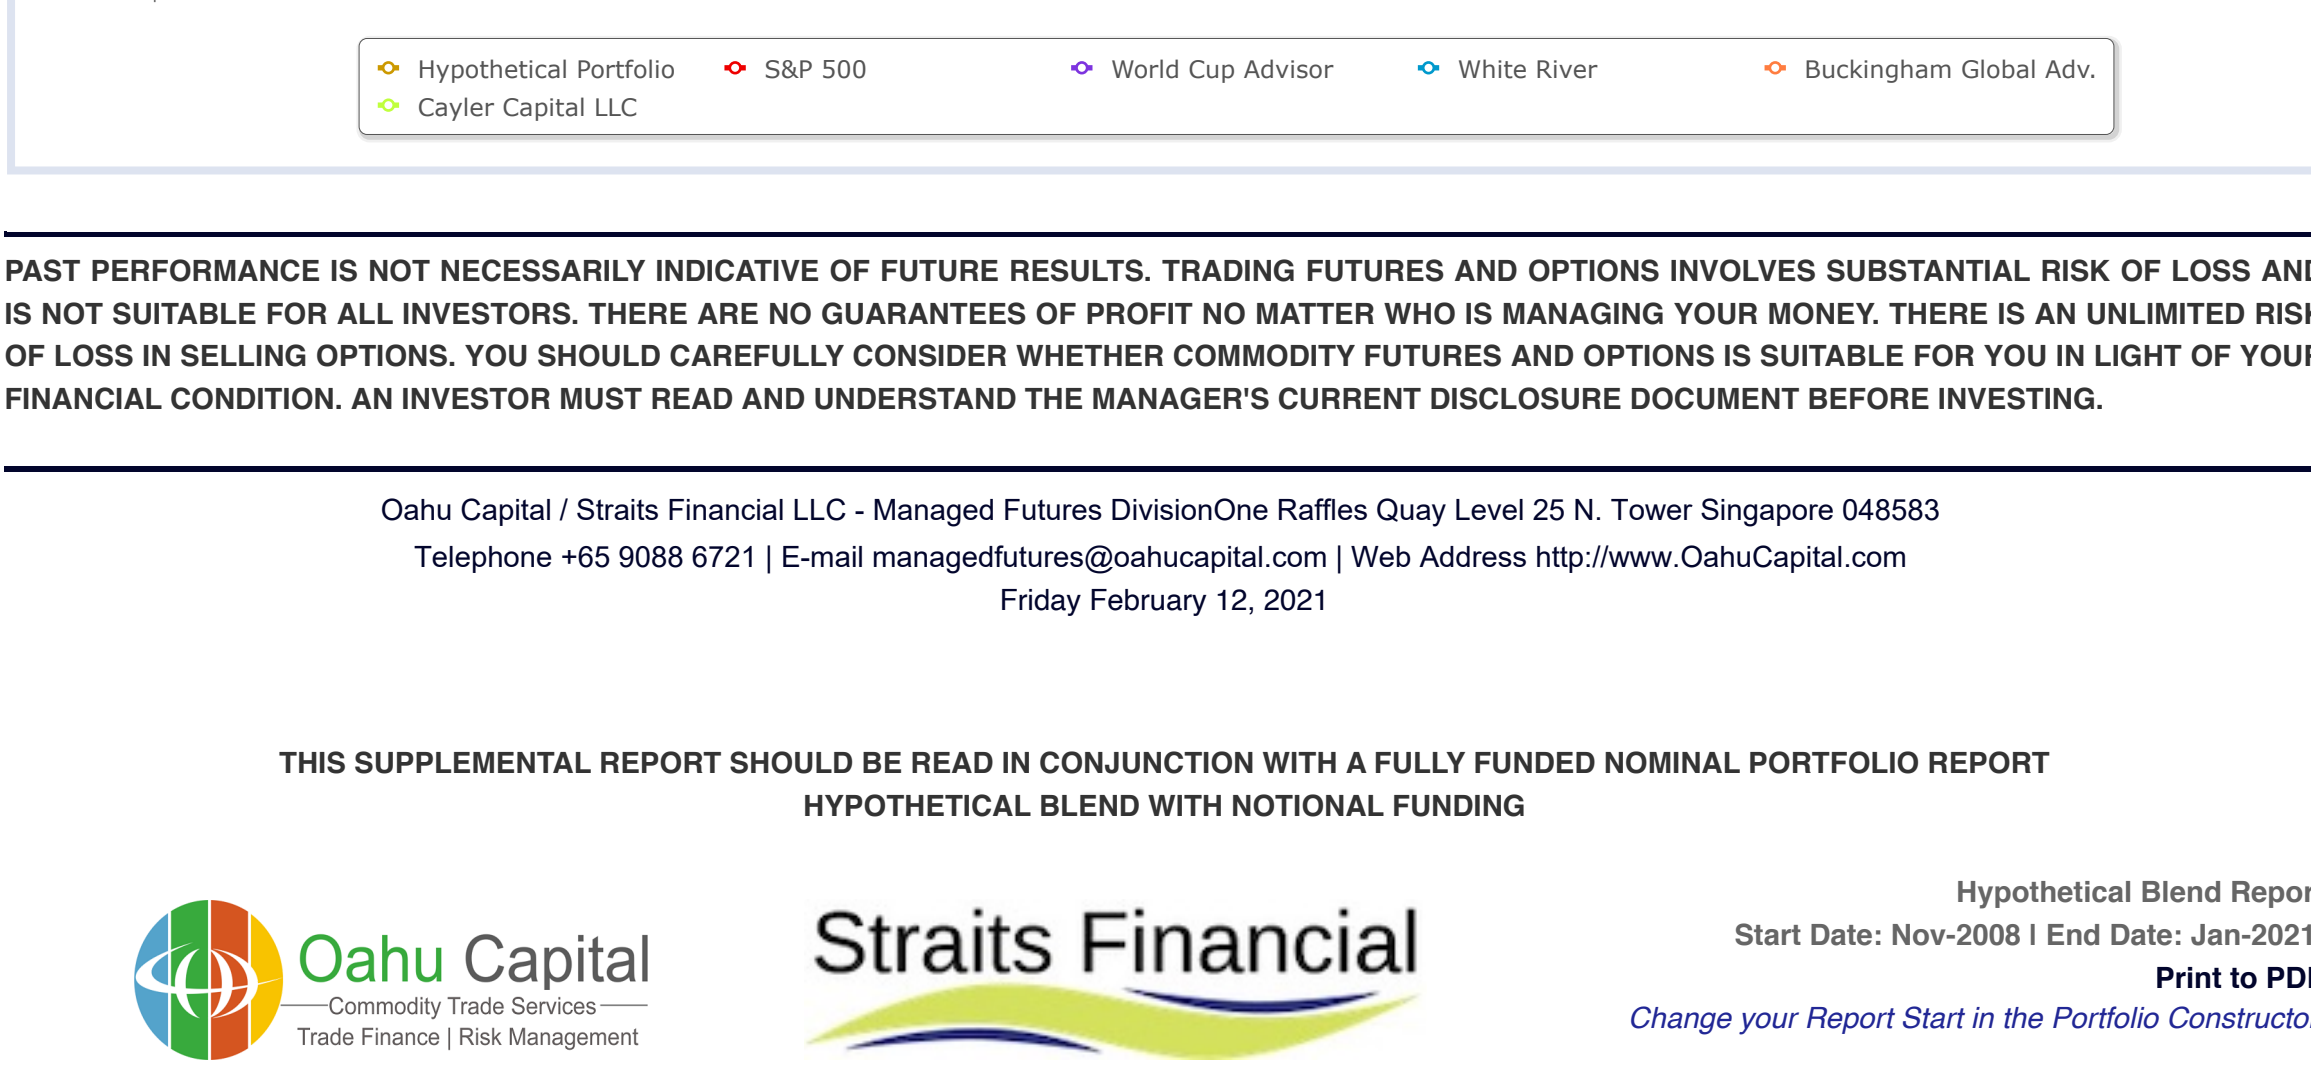 Hypothetical Portfolio S&P 500 World Cup Advisor White River Buckingham Global Adv.
Cayler Capital LLC
PAST PERFORMANCE IS NOT NECESSARILY INDICATIVE OF FUTURE RESULTS. TRADING FUTURES AND OPTIONS INVOLVES SUBSTANTIAL RISK OF LOSS AND
IS NOT SUITABLE FOR ALL INVESTORS. THERE ARE NO GUARANTEES OF PROFIT NO MATTER WHO IS MANAGING YOUR MONEY. THERE IS AN UNLIMITED RISK
OF LOSS IN SELLING OPTIONS. YOU SHOULD CAREFULLY CONSIDER WHETHER COMMODITY FUTURES AND OPTIONS IS SUITABLE FOR YOU IN LIGHT OF YOUR
FINANCIAL CONDITION. AN INVESTOR MUST READ AND UNDERSTAND THE MANAGER'S CURRENT DISCLOSURE DOCUMENT BEFORE INVESTING.
Oahu Capital / Straits Financial LLC - Managed Futures DivisionOne Raffles Quay Level 25 N. Tower Singapore 048583
Telephone +65 9088 6721 | E-mail managedfutures@oahucapital.com | Web Address http://www.OahuCapital.com
Friday February 12, 2021
THIS SUPPLEMENTAL REPORT SHOULD BE READ IN CONJUNCTION WITH A FULLY FUNDED NOMINAL PORTFOLIO REPORT
HYPOTHETICAL BLEND WITH NOTIONAL FUNDING
Oahu Capital
Commodity Trade Services
Trade Finance | Risk Management
Straits Financial
Hypothetical Blend Repor
Start Date: Nov-2008 | End Date: Jan-2021
Print to PDF
Change your Report Start in the Portfolio Constructor